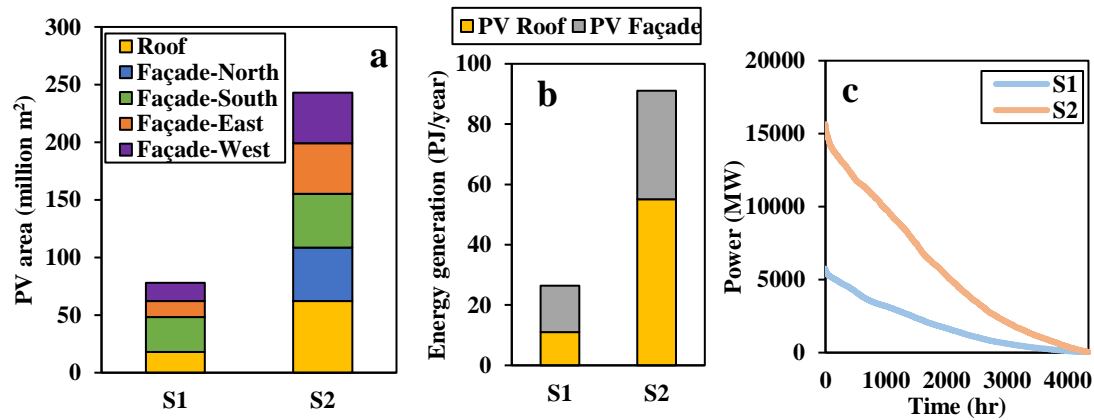 300
250
200
150
100
50
0
PV area (million m²)
Roof
Façade-North
Façade-South
Façade-East
Façade-West
a
S1
S2
PV Roof
PV Façade
100
80
60
40
20
0
Energy generation (PJ/year)
b
S1
S2
20000
15000
10000
5000
0
Power (MW)
c
S1
S2
0
1000
2000
3000
4000
Time (hr)